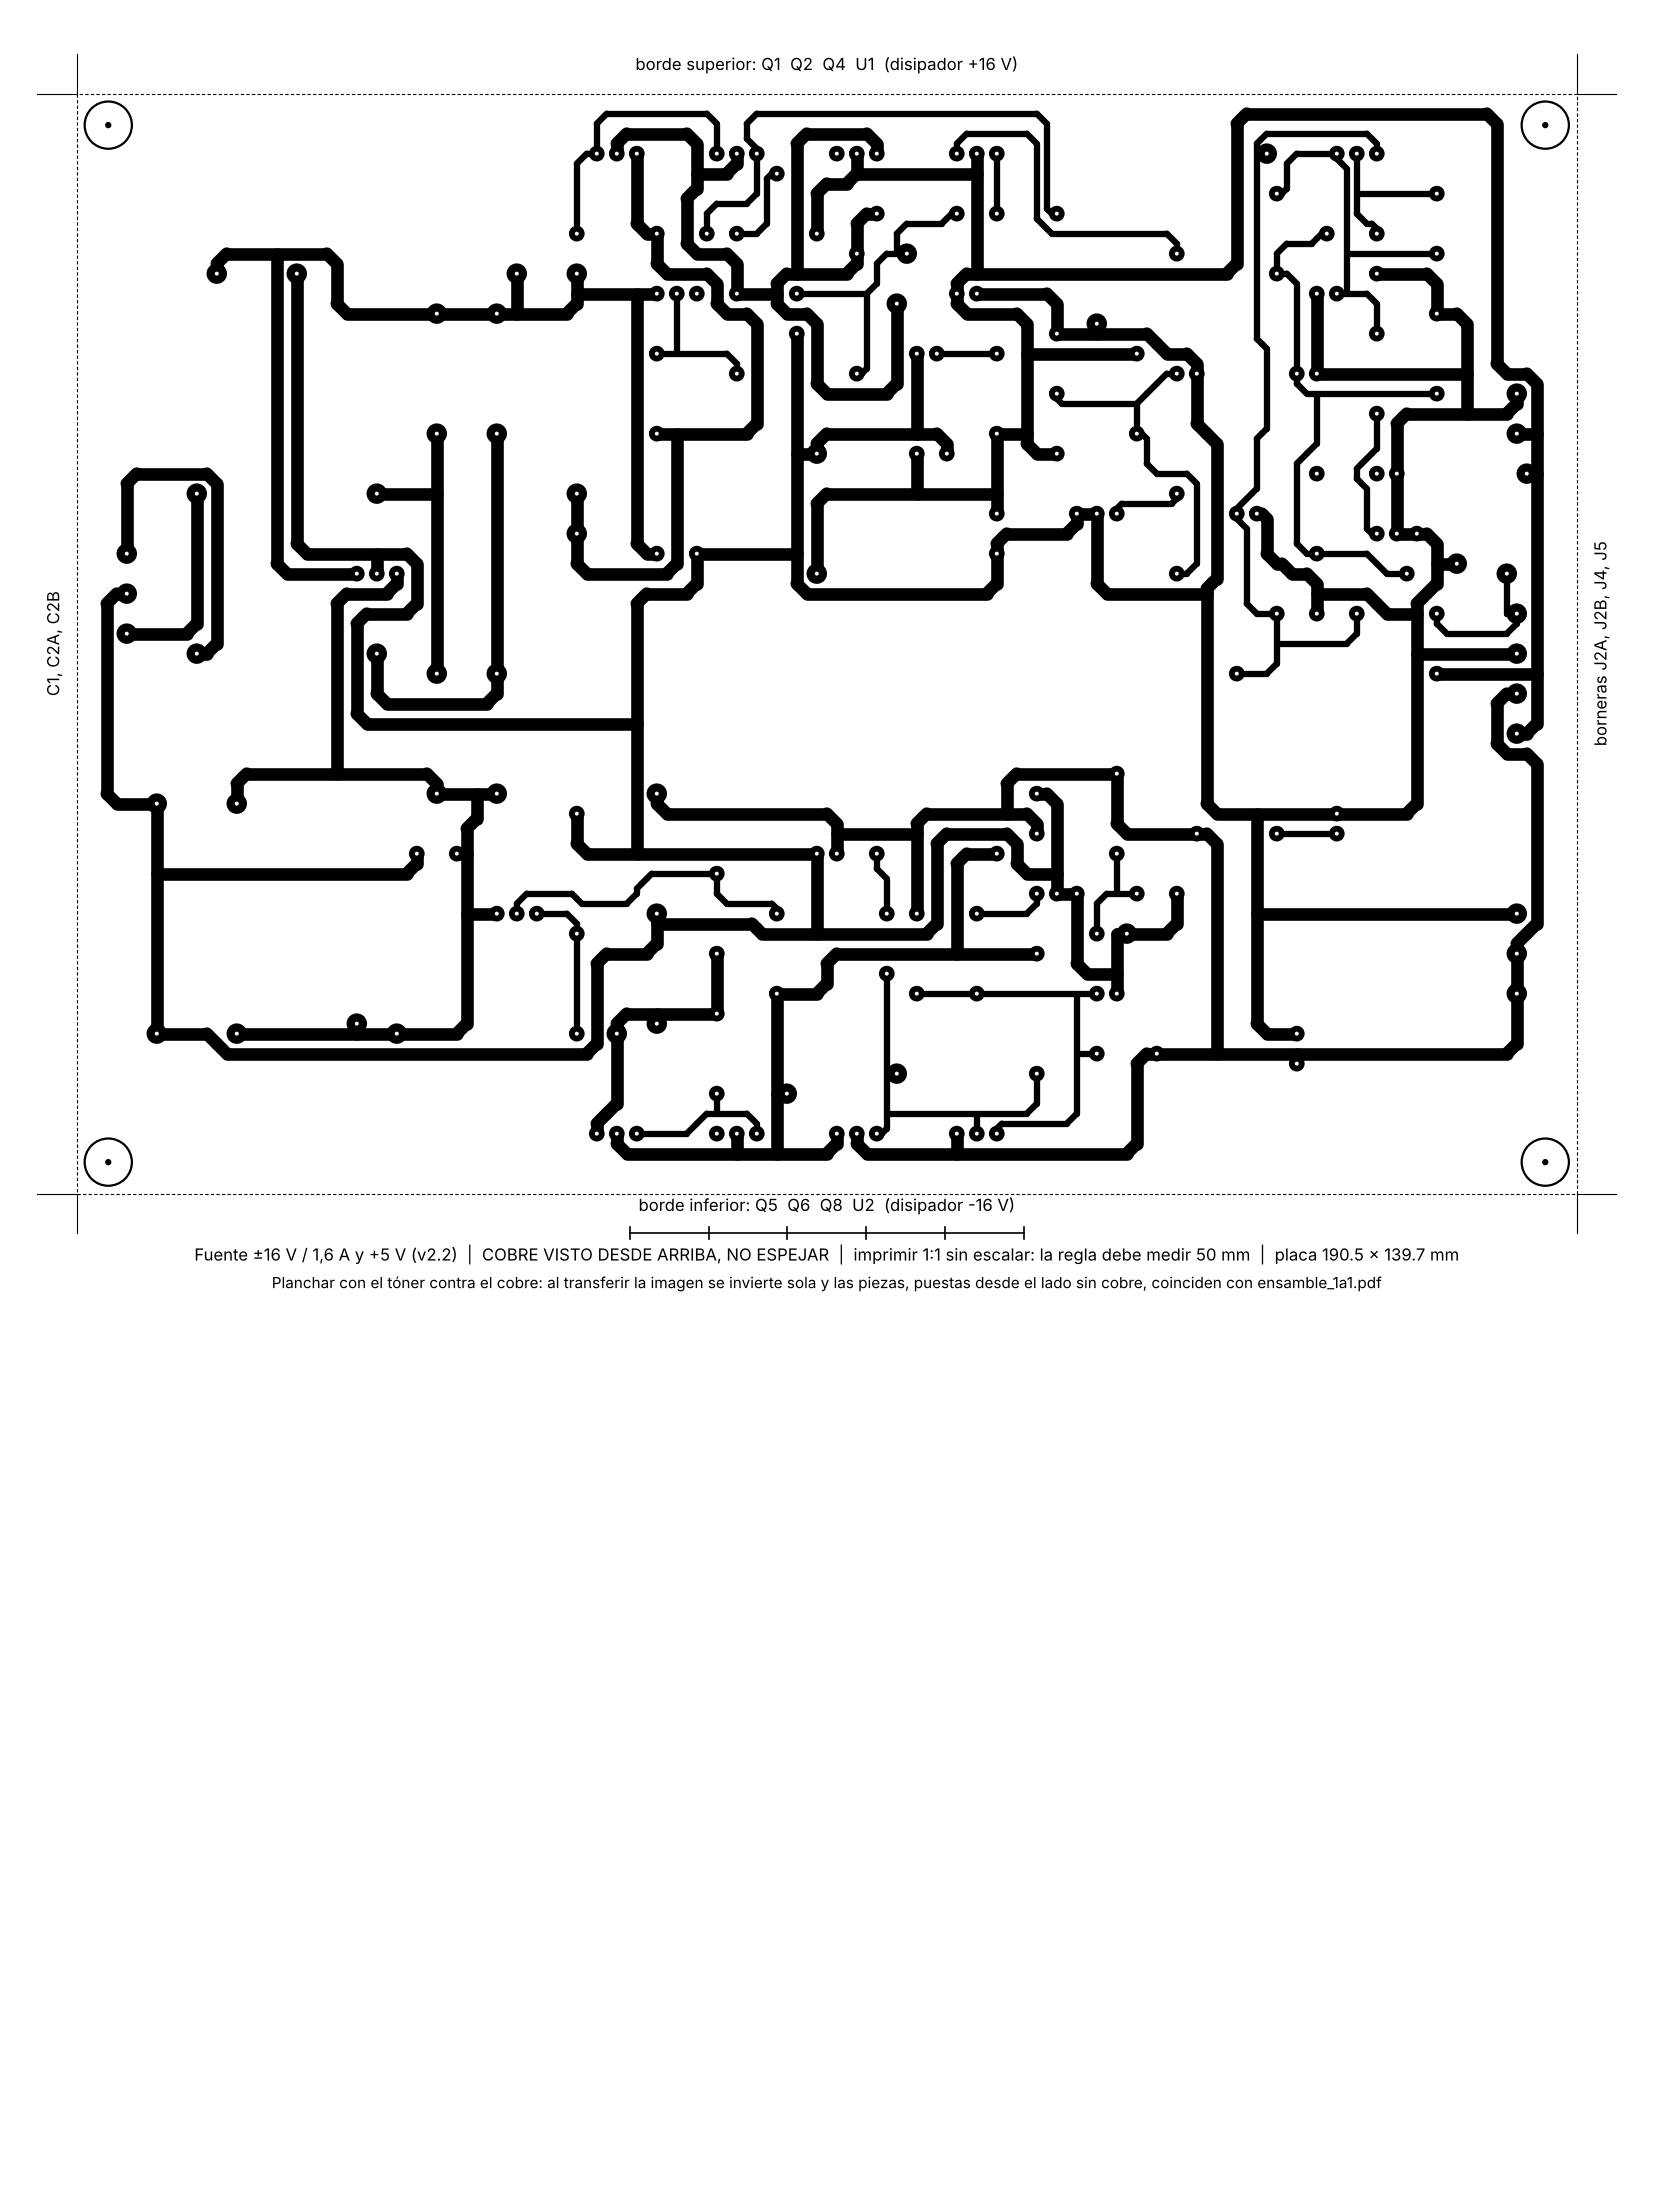 borde superior: Q1 Q2 Q4 U1 (disipador +16 V)
C1, C2A, C2B
borneras J2A, J2B, J4, J5
borde inferior: Q5 Q6 Q8 U2 (disipador -16 V)
Fuente ±16 V / 1,6 A y +5 V (v2.2) | COBRE VISTO DESDE ARRIBA, NO ESPEJAR | imprimir 1:1 sin escalar: la regla debe medir 50 mm | placa 190.5 × 139.7 mm
Planchar con el tóner contra el cobre: al transferir la imagen se invierte sola y las piezas, puestas desde el lado sin cobre, coinciden con ensamble_1a1.pdf